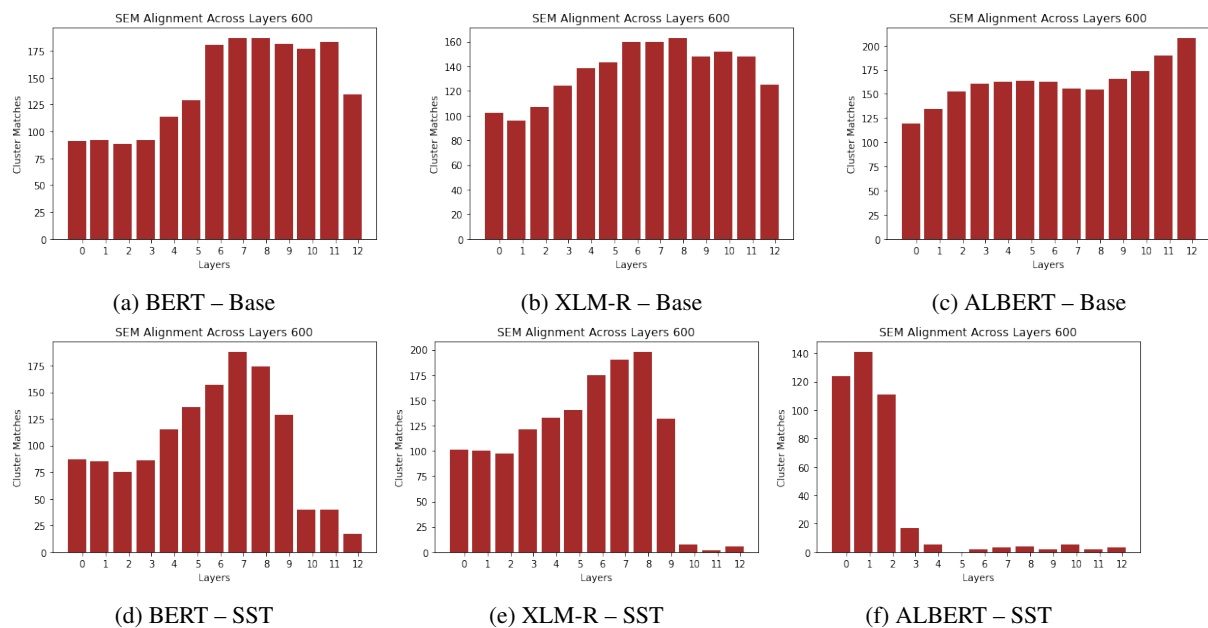 SEM Alignment Across Layers 600
175
150
125
100
75
50
25
0
Cluster Matches
0 1 2 3 4 5 6 7 8 9 10 11 12
Layers
(a) BERT – Base
SEM Alignment Across Layers 600
160
140
120
100
80
60
40
20
0
Cluster Matches
0 1 2 3 4 5 6 7 8 9 10 11 12
Layers
(b) XLM-R – Base
SEM Alignment Across Layers 600
200
175
150
125
100
75
50
25
0
Cluster Matches
0 1 2 3 4 5 6 7 8 9 10 11 12
Layers
(c) ALBERT – Base
SEM Alignment Across Layers 600
175
150
125
100
75
50
25
0
Cluster Matches
0 1 2 3 4 5 6 7 8 9 10 11 12
Layers
(d) BERT – SST
SEM Alignment Across Layers 600
200
175
150
125
100
75
50
25
0
Cluster Matches
0 1 2 3 4 5 6 7 8 9 10 11 12
Layers
(e) XLM-R – SST
SEM Alignment Across Layers 600
140
120
100
80
60
40
20
0
Cluster Matches
0 1 2 3 4 5 6 7 8 9 10 11 12
Layers
(f) ALBERT – SST